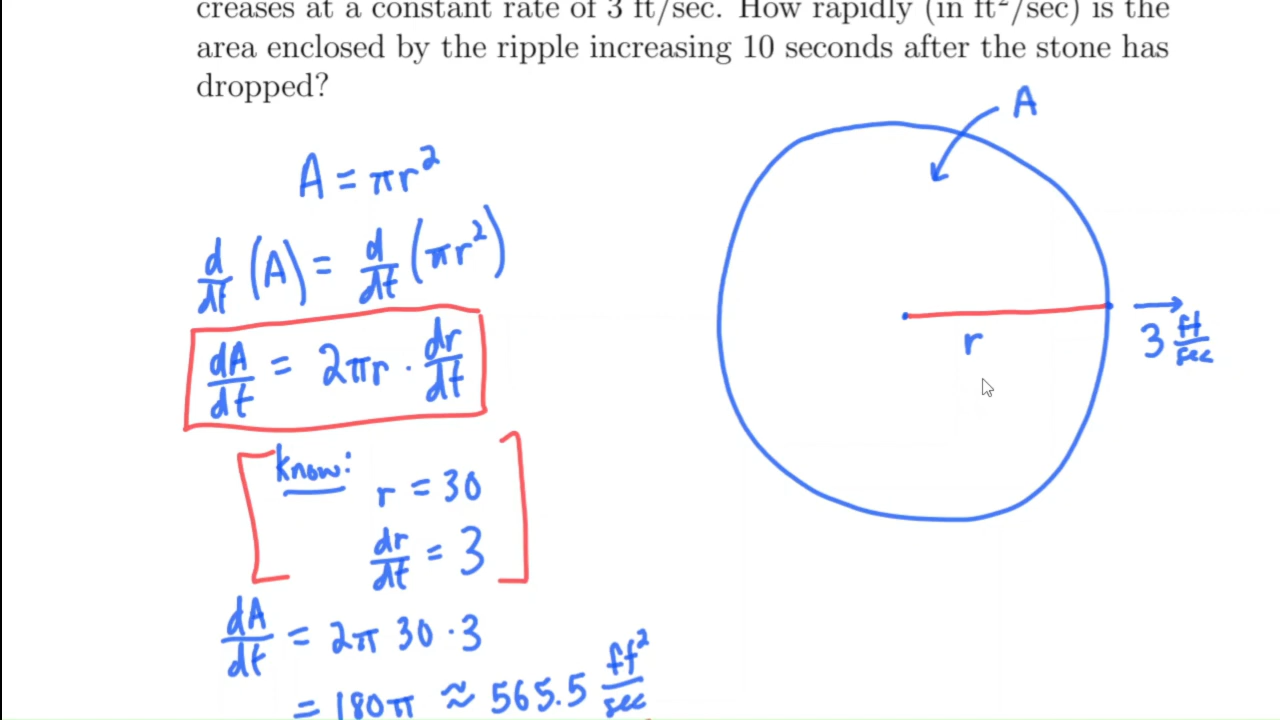 creases at a constant rate of 3 ft/sec. How rapidly (in ft²/sec) is the
area enclosed by the ripple increasing 10 seconds after the stone has
dropped?
A
A = πr²
d/dt (A) = d/dt (πr²)
dA/dt = 2πr · dr/dt
r
3 ft/sec
know:
r = 30
dr/dt = 3
dA/dt = 2π 30 · 3
= 180π ≈ 565.5 ft²/sec